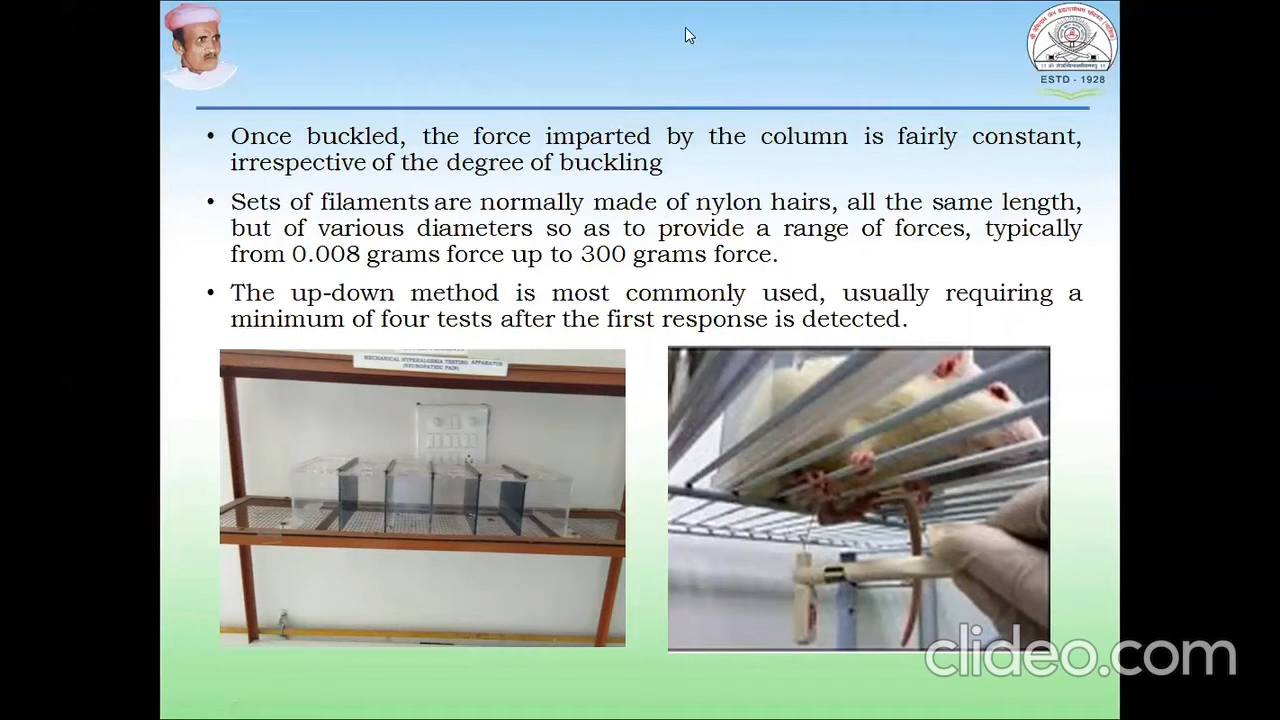 ESTD - 1928
• Once buckled, the force imparted by the column is fairly constant,
irrespective of the degree of buckling
• Sets of filaments are normally made of nylon hairs, all the same length,
but of various diameters so as to provide a range of forces, typically
from 0.008 grams force up to 300 grams force.
• The up-down method is most commonly used, usually requiring a
minimum of four tests after the first response is detected.
MECHANICAL HYPERALGESIA TESTING APPARATUS
(NEUROPATHIC PAIN)
clideo.com